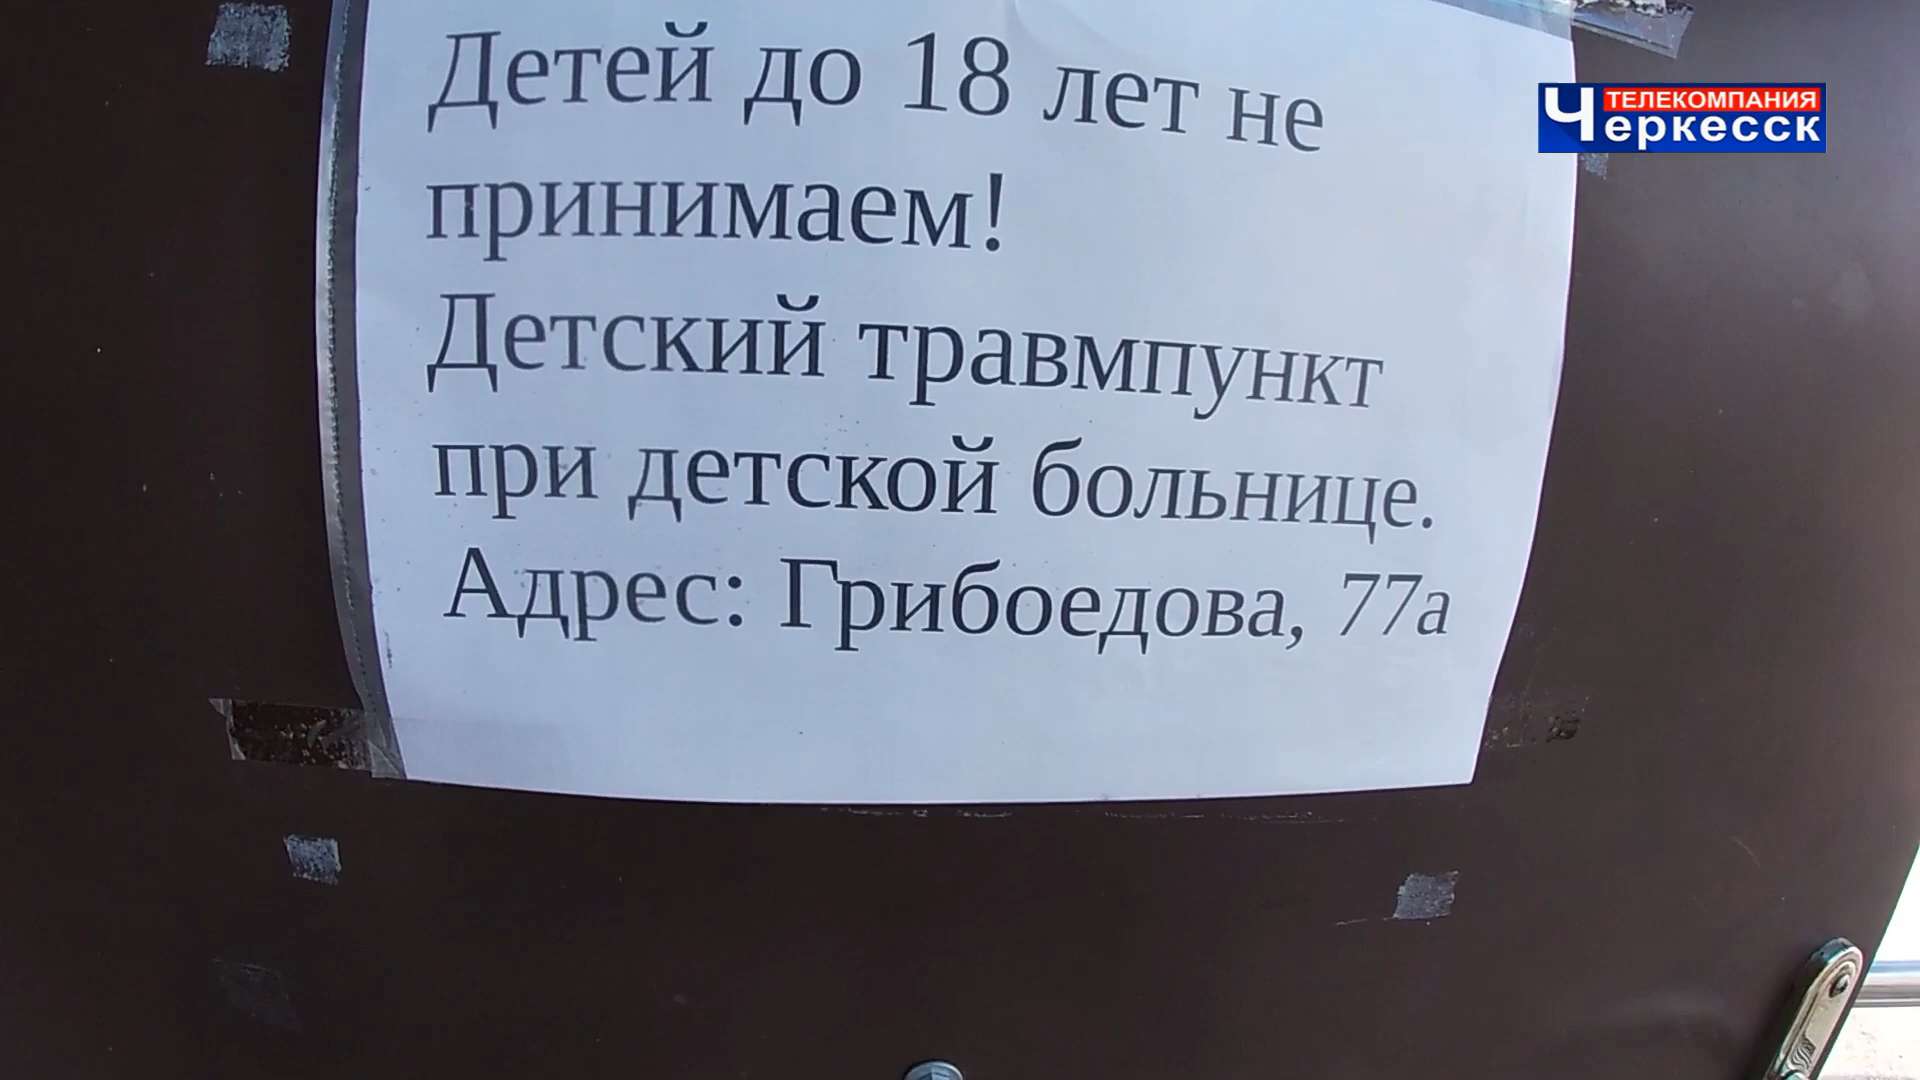 Детей до 18 лет не
принимаем!
Детский травмпункт
при детской больнице.
Адрес: Грибоедова, 77а
ТЕЛЕКОМПАНИЯ
Черкесск